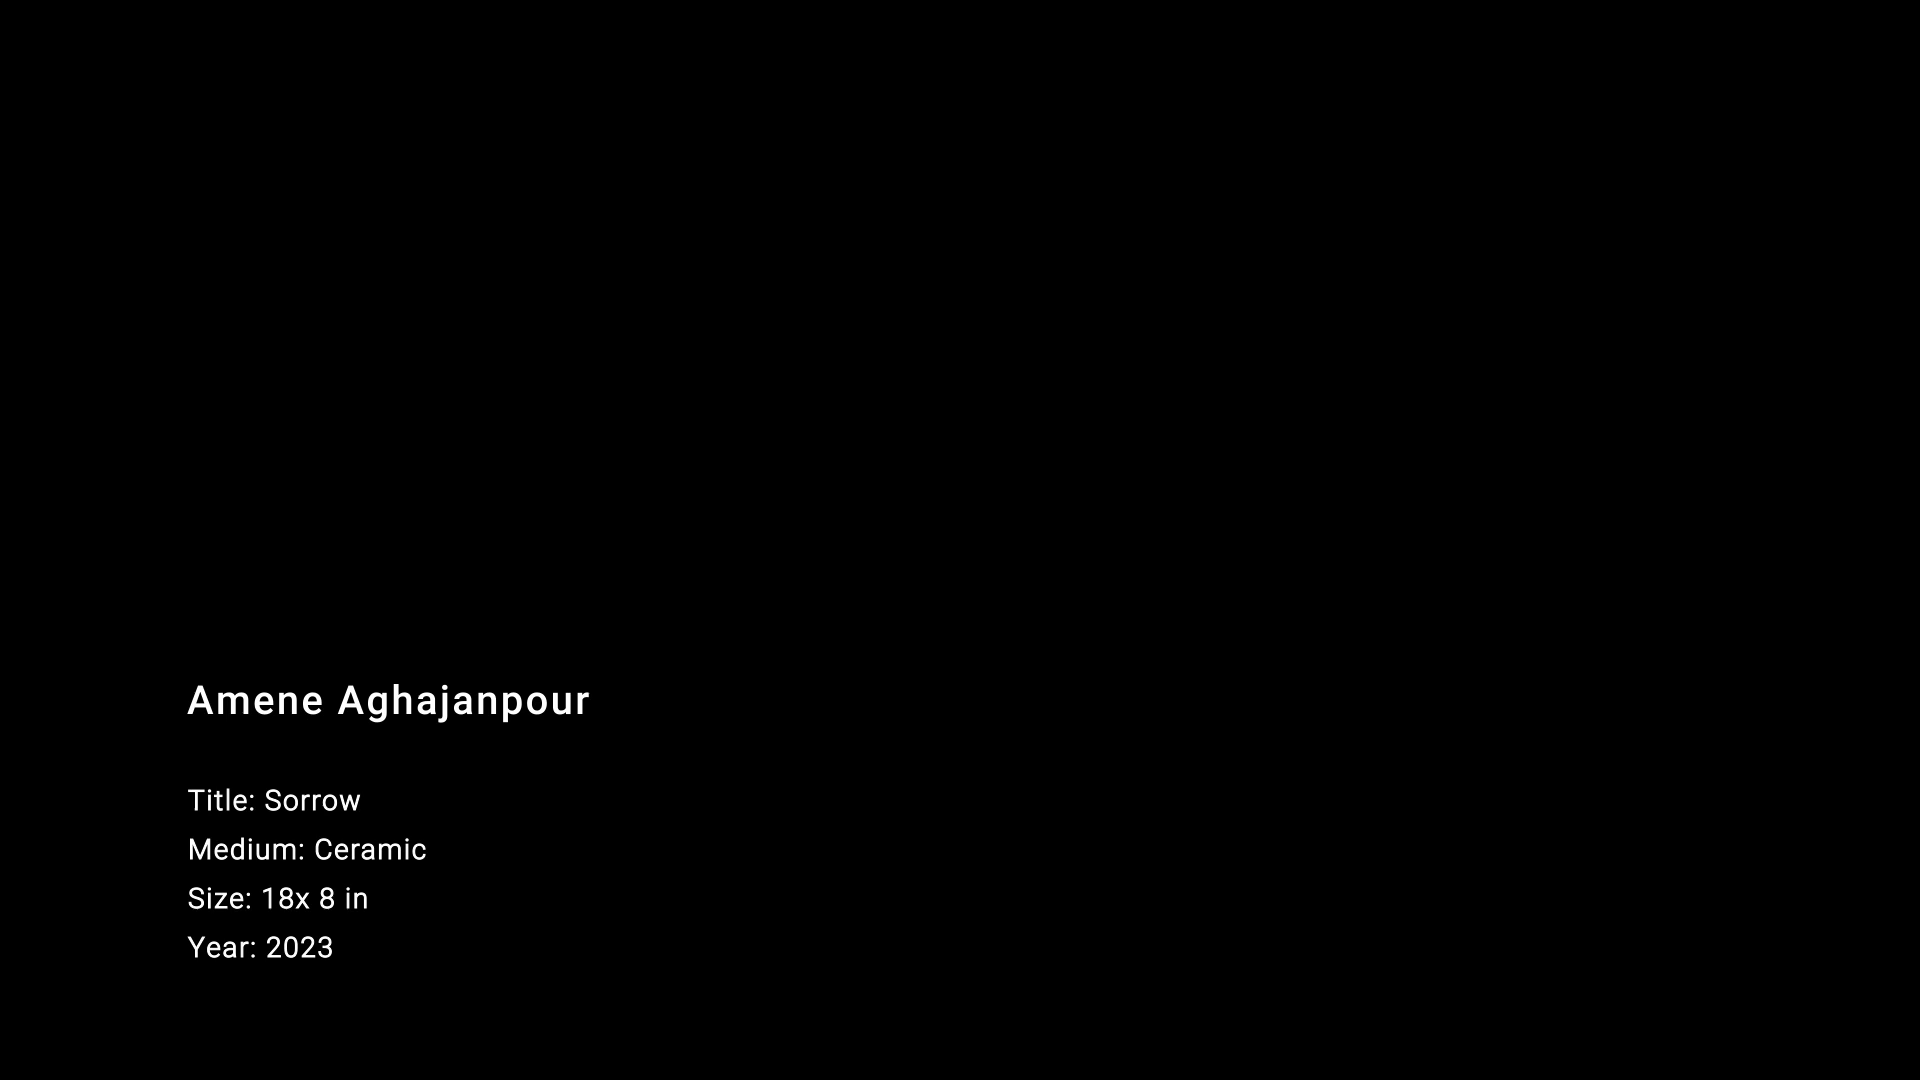 Amene Aghajanpour
Title: Sorrow
Medium: Ceramic
Size: 18x 8 in
Year: 2023